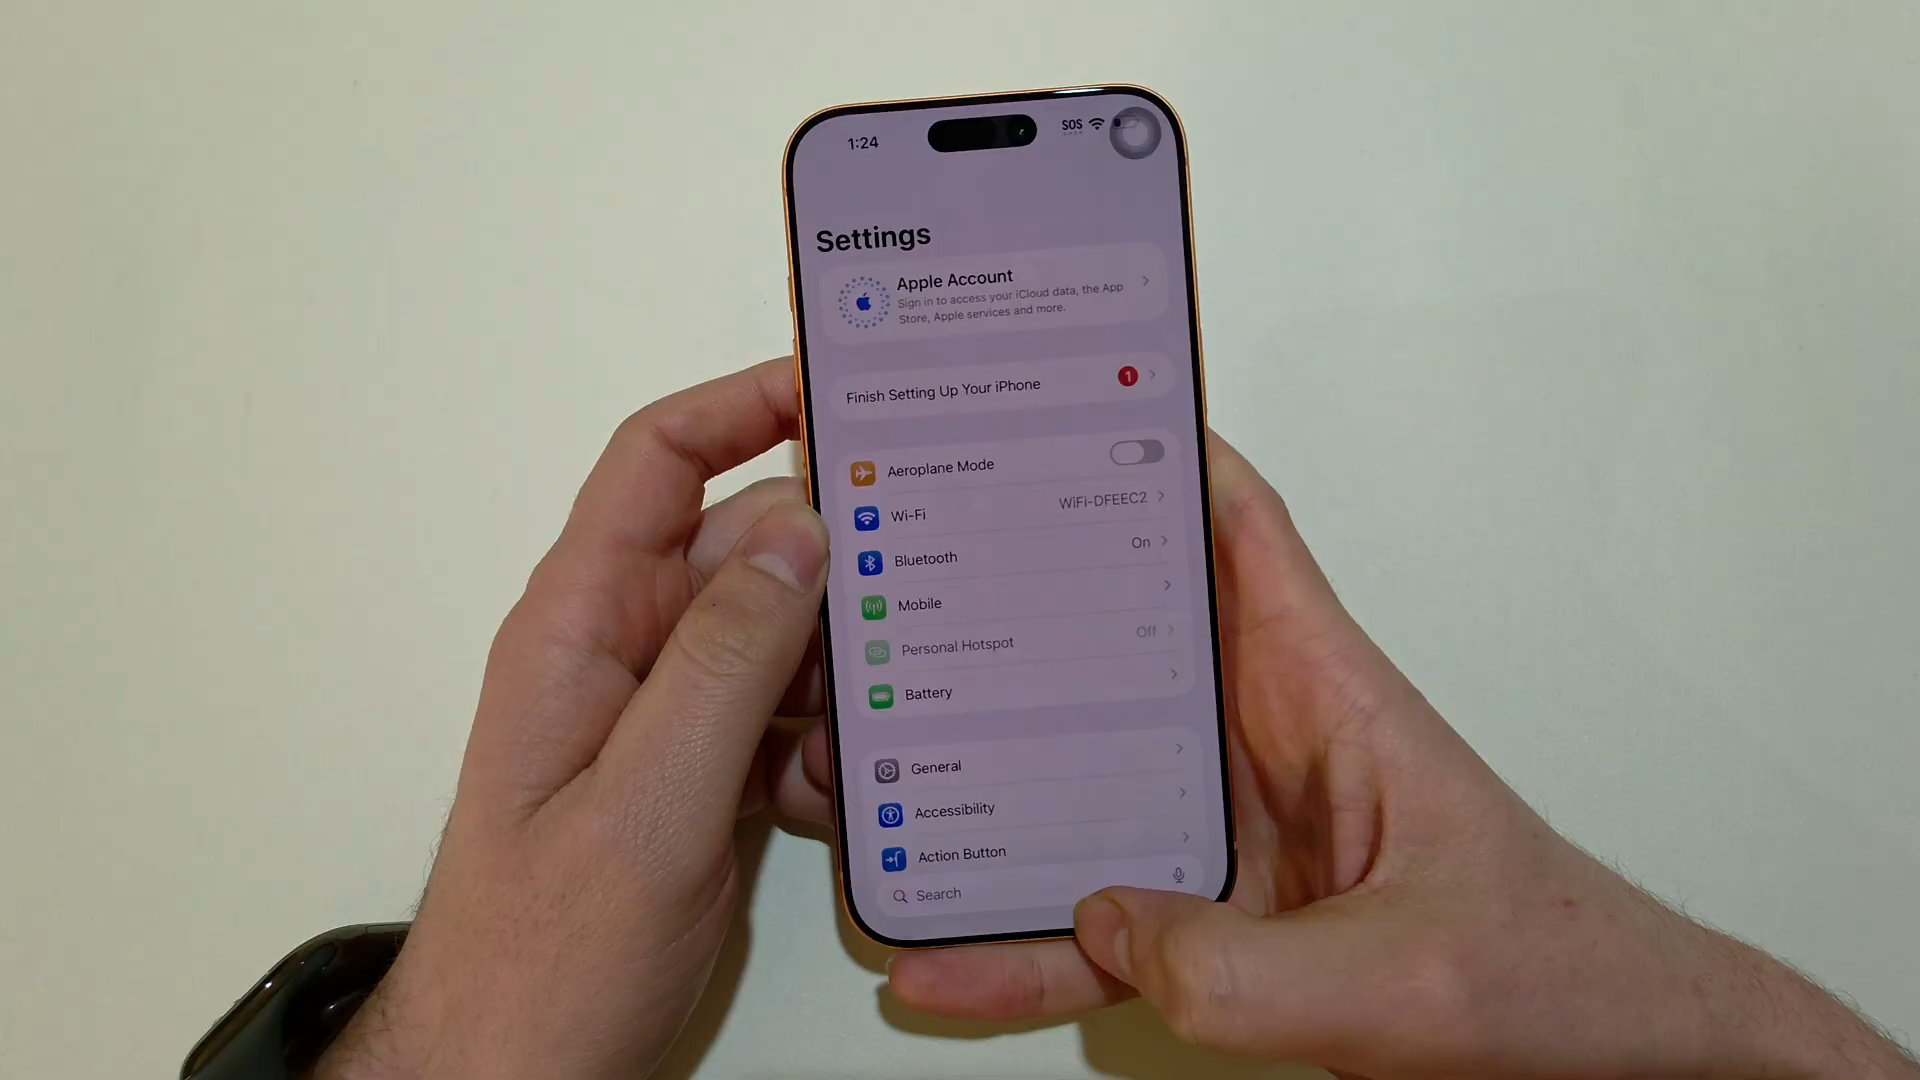 1:24
SOS
Settings
Apple Account
Sign in to access your iCloud data, the App
Store, Apple services and more.
Finish Setting Up Your iPhone
1
Aeroplane Mode
Wi-Fi
WiFi-DFEEC2
Bluetooth
On
Mobile
Personal Hotspot
Off
Battery
General
Accessibility
Action Button
Search